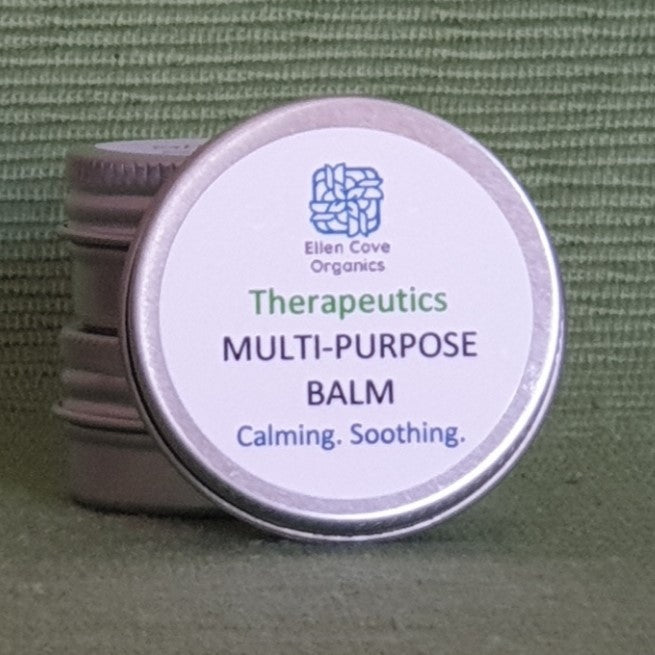 Ellen Cove
Organics
Therapeutics
MULTI-PURPOSE
BALM
Calming. Soothing.